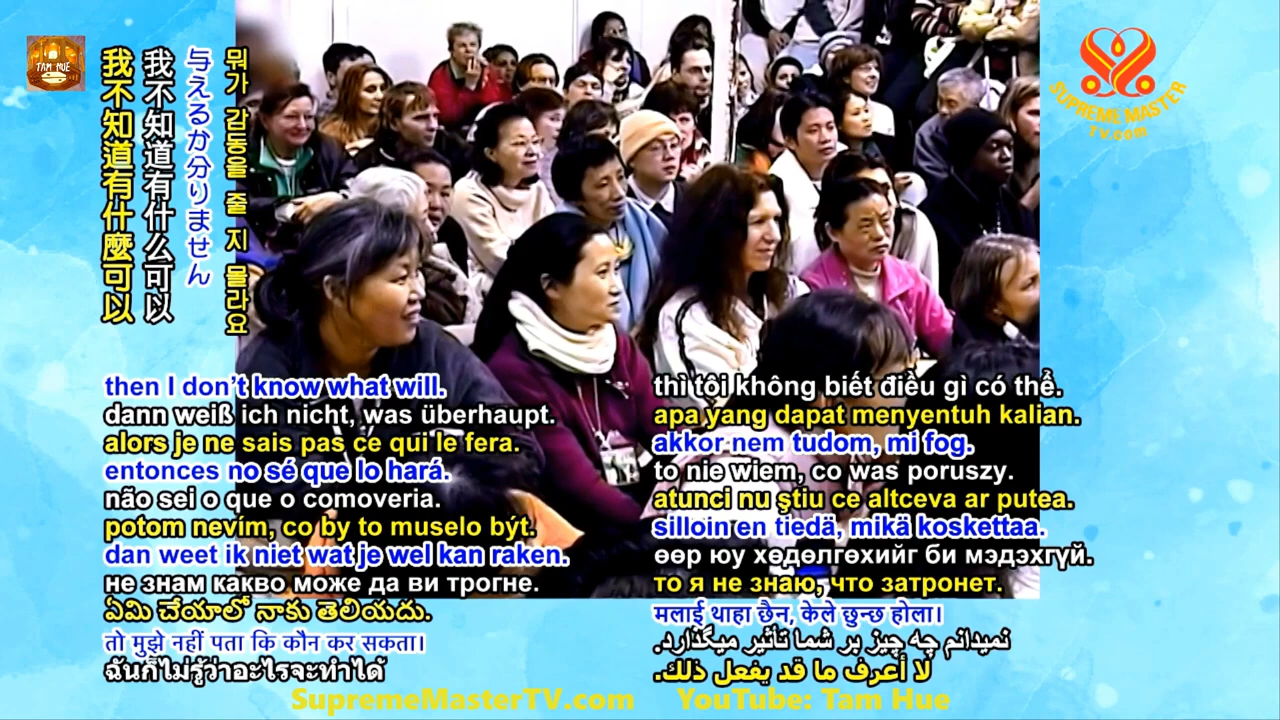 TAM HUE
我不知道有什麼可以
我不知道有什么可以
与えるか分りません
뭐가 감동을 줄 지 몰라요
SUPREME MASTER
TV.com
then I don't know what will.
dann weiß ich nicht, was überhaupt.
alors je ne sais pas ce qui le fera.
entonces no sé que lo hará.
não sei o que o comoveria.
potom nevím, co by to muselo být.
dan weet ik niet wat je wel kan raken.
не знам какво може да ви трогне.
ఏమి చేయాలో నాకు తెలియదు.
तो मुझे नहीं पता कि कौन कर सकता।
ฉันก็ไม่รู้ว่าอะไรจะทำได้
thì tôi không biết điều gì có thể.
apa yang dapat menyentuh kalian.
akkor nem tudom, mi fog.
to nie wiem, co was poruszy.
atunci nu ştiu ce altceva ar putea.
silloin en tiedä, mikä koskettaa.
өөр юу хөдөлгөхийг би мэдэхгүй.
то я не знаю, что затронет.
मलाई थाहा छैन, केले छुन्छ होला।
نمیدانم چه چیز بر شما تأثیر میگذارد.
لا أعرف ما قد يفعل ذلك.
SupremeMasterTV.com
YouTube: Tam Hue